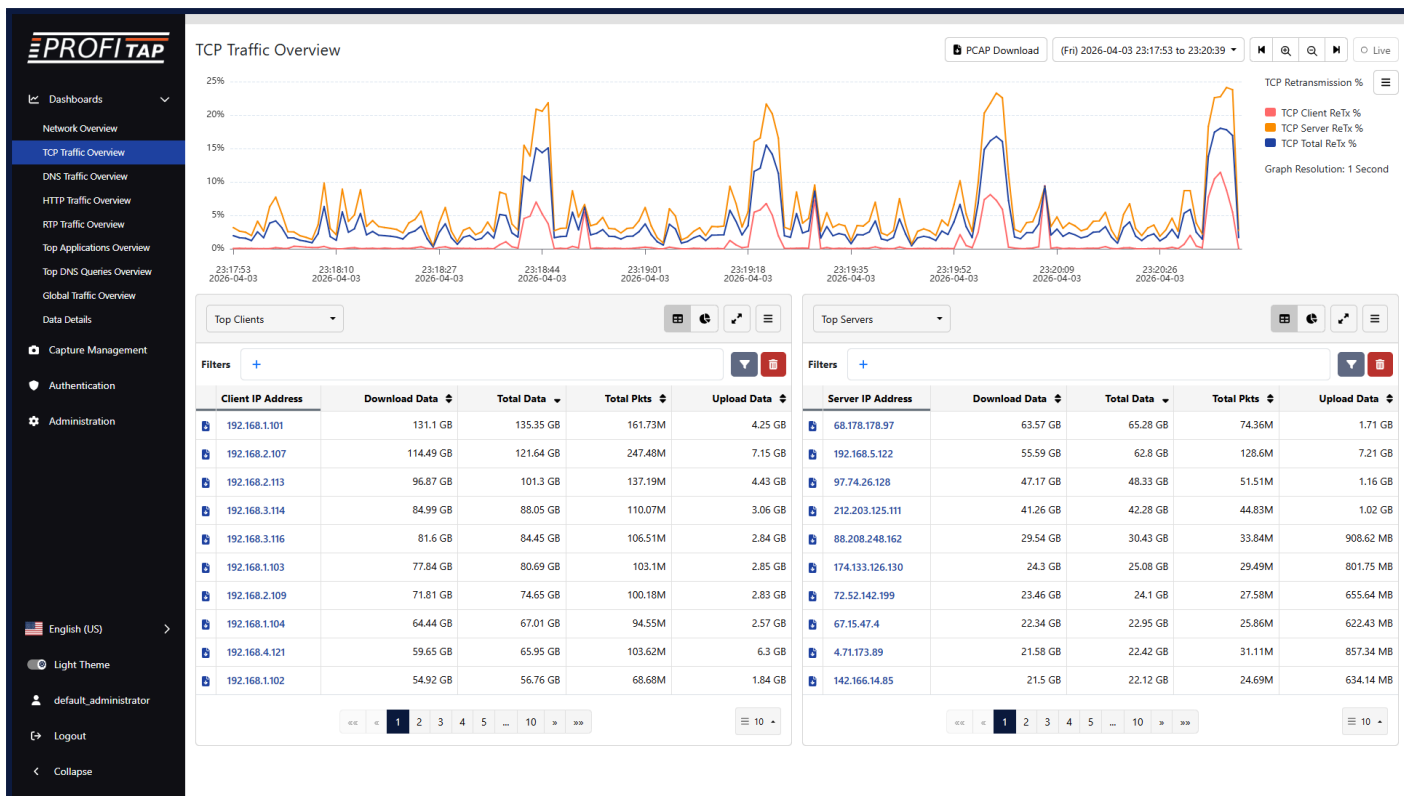 PROFITAP
Dashboards
Network Overview
TCP Traffic Overview
DNS Traffic Overview
HTTP Traffic Overview
RTP Traffic Overview
Top Applications Overview
Top DNS Queries Overview
Global Traffic Overview
Data Details
Capture Management
Authentication
Administration
English (US)
Light Theme
default_administrator
Logout
Collapse
TCP Traffic Overview
PCAP Download
(Fri) 2026-04-03 23:17:53 to 23:20:39
Live
25%
20%
15%
10%
5%
0%
23:17:53 23:18:10 23:18:27 23:18:44 23:19:01 23:19:18 23:19:35 23:19:52 23:20:09 23:20:26
2026-04-03 2026-04-03 2026-04-03 2026-04-03 2026-04-03 2026-04-03 2026-04-03 2026-04-03 2026-04-03 2026-04-03
TCP Retransmission %
TCP Client ReTx %
TCP Server ReTx %
TCP Total ReTx %
Graph Resolution: 1 Second
Top Clients
Filters +
Client IP Address Download Data Total Data Total Pkts Upload Data
192.168.1.101 131.1 GB 135.35 GB 161.73M 4.25 GB
192.168.2.107 114.49 GB 121.64 GB 247.48M 7.15 GB
192.168.2.113 96.87 GB 101.3 GB 137.19M 4.43 GB
192.168.3.114 84.99 GB 88.05 GB 110.07M 3.06 GB
192.168.3.116 81.6 GB 84.45 GB 106.51M 2.84 GB
192.168.1.103 77.84 GB 80.69 GB 103.1M 2.85 GB
192.168.2.109 71.81 GB 74.65 GB 100.18M 2.83 GB
192.168.1.104 64.44 GB 67.01 GB 94.55M 2.57 GB
192.168.4.121 59.65 GB 65.95 GB 103.62M 6.3 GB
192.168.1.102 54.92 GB 56.76 GB 68.68M 1.84 GB
«« « 1 2 3 4 5 ... 10 » »»
10
Top Servers
Filters +
Server IP Address Download Data Total Data Total Pkts Upload Data
68.178.178.97 63.57 GB 65.28 GB 74.36M 1.71 GB
192.168.5.122 55.59 GB 62.8 GB 128.6M 7.21 GB
97.74.26.128 47.17 GB 48.33 GB 51.51M 1.16 GB
212.203.125.111 41.26 GB 42.28 GB 44.83M 1.02 GB
88.208.248.162 29.54 GB 30.43 GB 33.84M 908.62 MB
174.133.126.130 24.3 GB 25.08 GB 29.49M 801.75 MB
72.52.142.199 23.46 GB 24.1 GB 27.58M 655.64 MB
67.15.47.4 22.34 GB 22.95 GB 25.86M 622.43 MB
4.71.173.89 21.58 GB 22.42 GB 31.11M 857.34 MB
142.166.14.85 21.5 GB 22.12 GB 24.69M 634.14 MB
«« « 1 2 3 4 5 ... 10 » »»
10